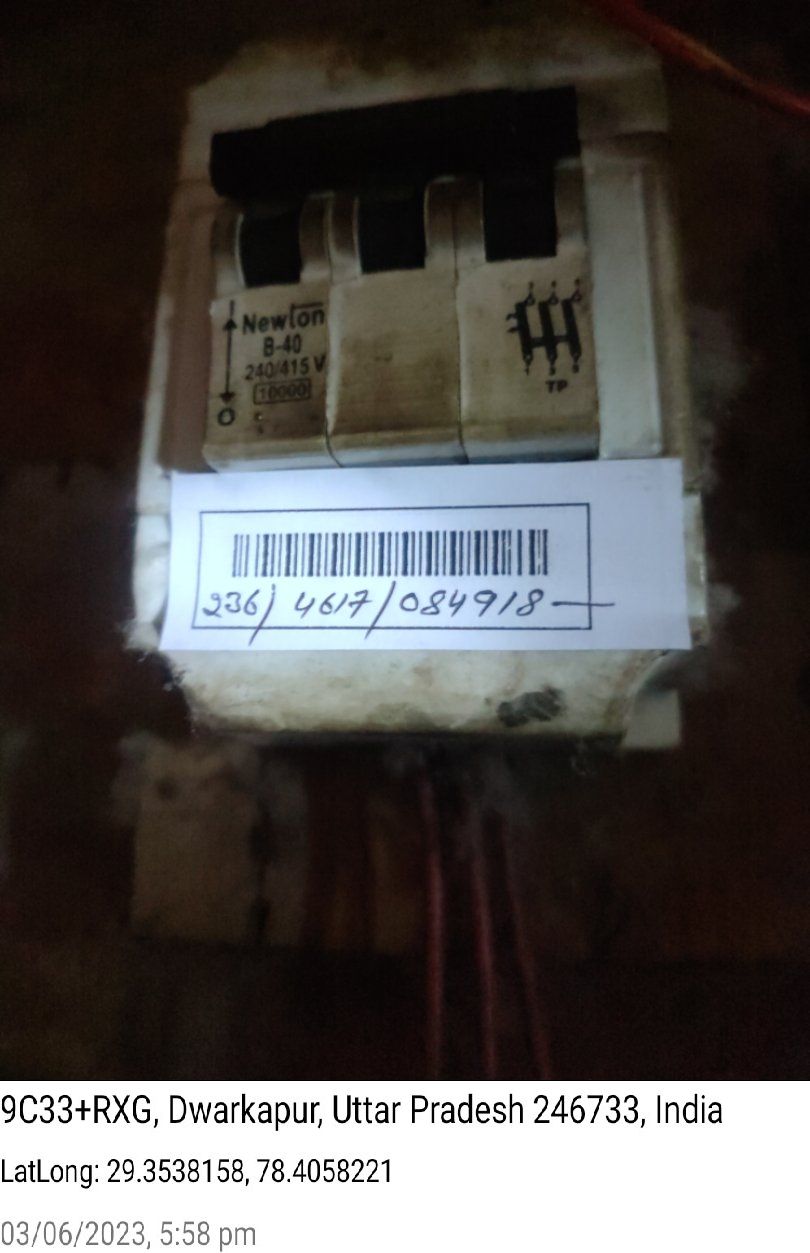 Newton
B-40
240/415 V
10000
O
TP
236/4617/084918
9C33+RXG, Dwarkapur, Uttar Pradesh 246733, India
LatLong: 29.3538158, 78.4058221
03/06/2023, 5:58 pm